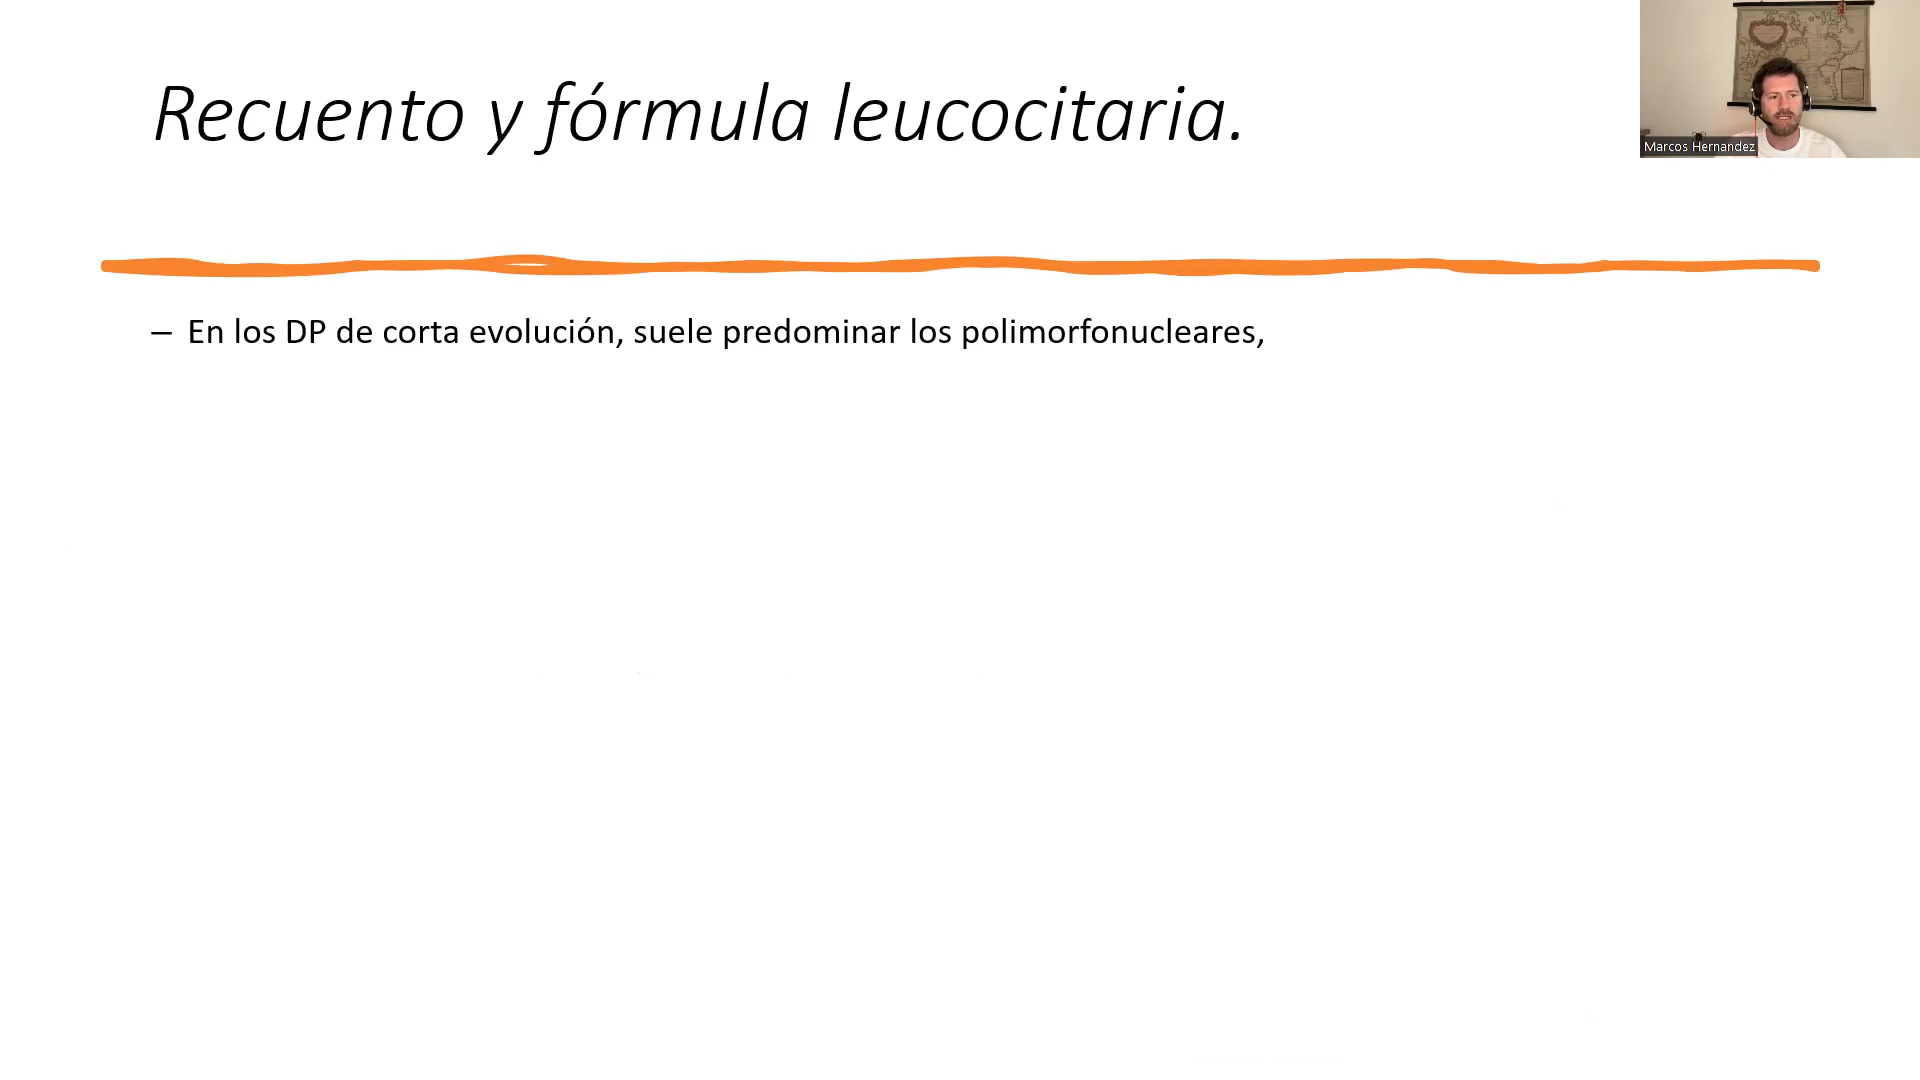 Recuento y fórmula leucocitaria.
Marcos Hernandez
– En los DP de corta evolución, suele predominar los polimorfonucleares,